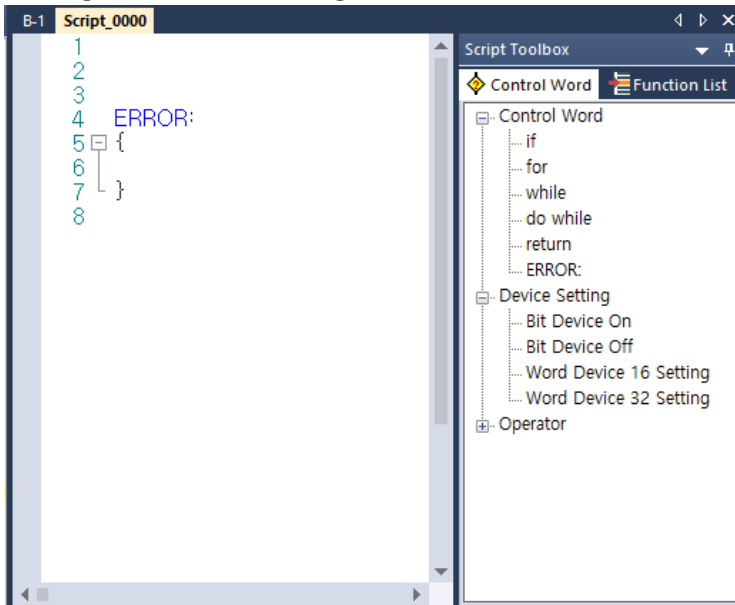 B-1 Script_0000
1
2
3
4 ERROR:
5 {
6
7 }
8
Script Toolbox
Control Word Function List
Control Word
if
for
while
do while
return
ERROR:
Device Setting
Bit Device On
Bit Device Off
Word Device 16 Setting
Word Device 32 Setting
Operator